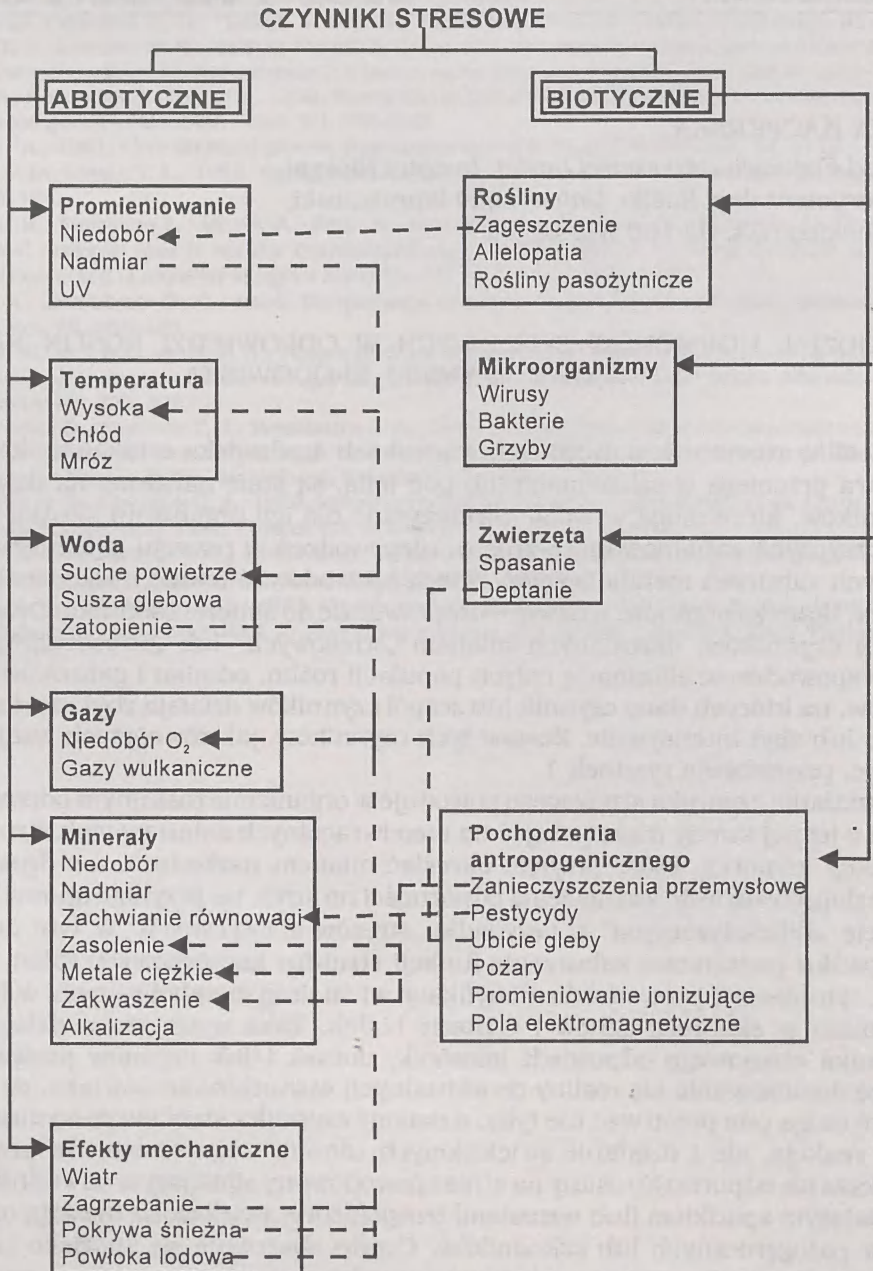 CZYNNIKI STRESOWE
ABIOTYCZNE
BIOTYCZNE
Promieniowanie
Niedobór
Nadmiar
UV
Rośliny
Zagęszczenie
Allelopatia
Rośliny pasożytnicze
Temperatura
Wysoka
Chłód
Mróz
Mikroorganizmy
Wirusy
Bakterie
Grzyby
Woda
Suche powietrze
Susza glebowa
Zatopienie
Zwierzęta
Spasanie
Deptanie
Gazy
Niedobór O₂
Gazy wulkaniczne
Minerały
Niedobór
Nadmiar
Zachwianie równowagi
Zasolenie
Metale ciężkie
Zakwaszenie
Alkalizacja
Pochodzenia
antropogenicznego
Zanieczyszczenia przemysłowe
Pestycydy
Ubicie gleby
Pożary
Promieniowanie jonizujące
Pola elektromagnetyczne
Efekty mechaniczne
Wiatr
Zagrzebanie
Pokrywa śnieżna
Powłoka lodowa